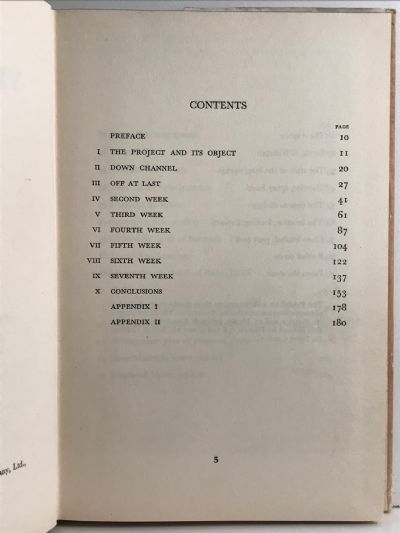 CONTENTS
PAGE
PREFACE 10
I THE PROJECT AND ITS OBJECT 11
II DOWN CHANNEL 20
III OFF AT LAST 27
IV SECOND WEEK 41
V THIRD WEEK 61
VI FOURTH WEEK 87
VII FIFTH WEEK 104
VIII SIXTH WEEK 122
IX SEVENTH WEEK 137
X CONCLUSIONS 153
APPENDIX I 178
APPENDIX II 180
Ltd.,
5